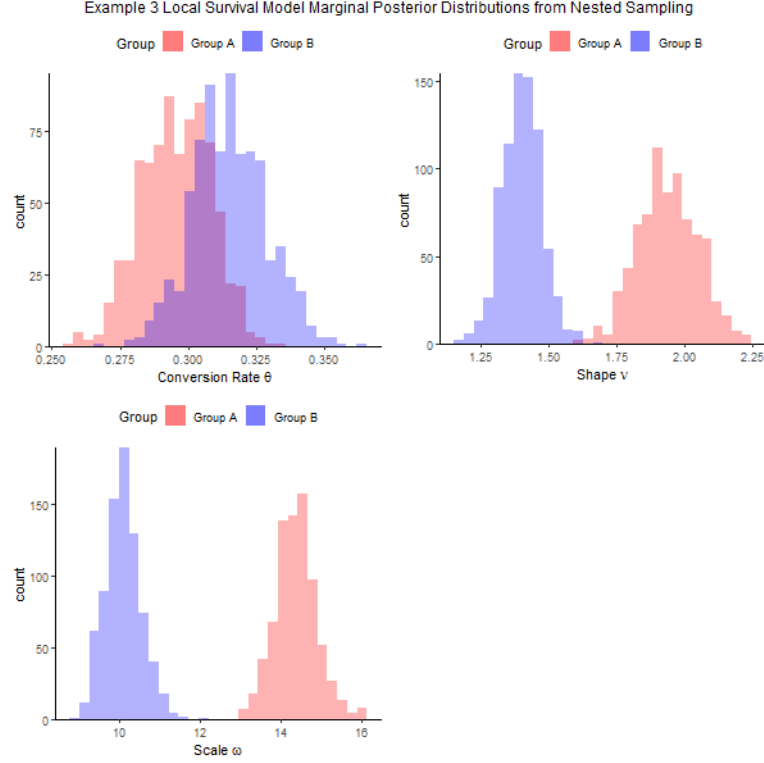 Example 3 Local Survival Model Marginal Posterior Distributions from Nested Sampling
Group Group A Group B
75
50
25
0
count
0.250 0.275 0.300 0.325 0.350
Conversion Rate θ
Group Group A Group B
150
100
50
0
count
1.25 1.50 1.75 2.00 2.25
Shape ν
Group Group A Group B
150
100
50
0
count
10 12 14 16
Scale ω